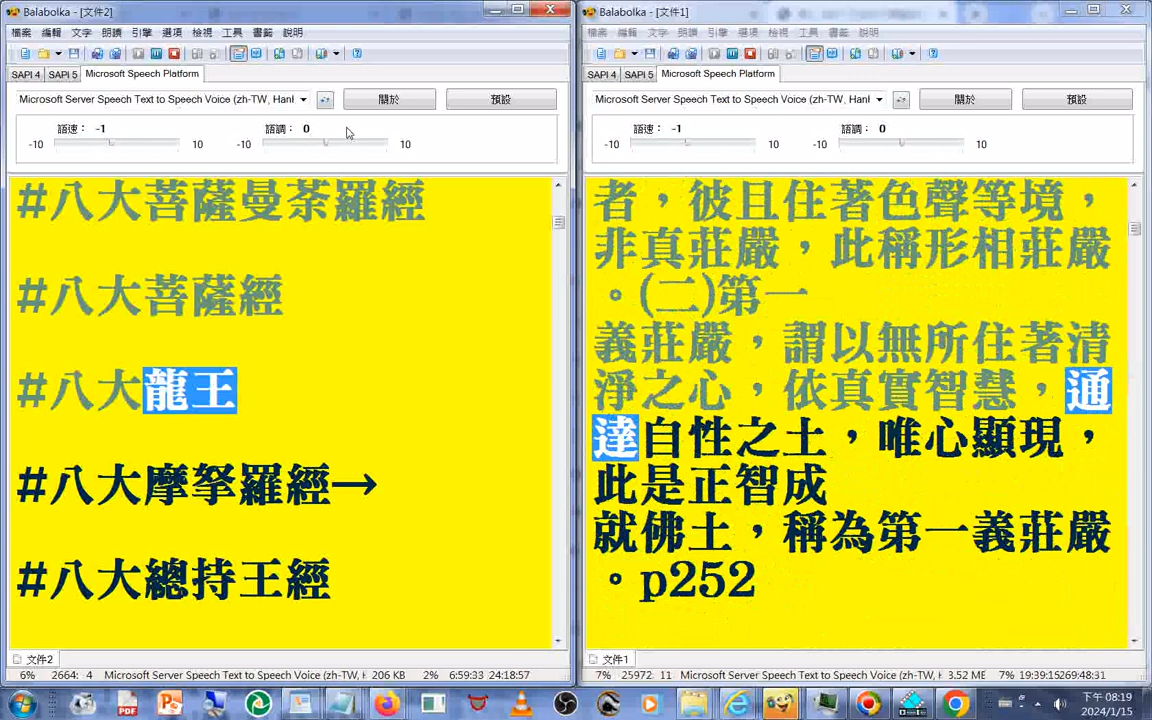 Balabolka - [文件2]
檔案 編輯 文字 朗讀 引擎 選項 檢視 工具 書籤 說明
SAPI 4 SAPI 5 Microsoft Speech Platform
Microsoft Server Speech Text to Speech Voice (zh-TW, Hanl
關於
預設
語速： -1
語調： 0
-10 10 -10 10
#八大菩薩曼荼羅經
#八大菩薩經
#八大龍王
#八大摩拏羅經→
#八大總持王經
文件2
6% 2664: 4 Microsoft Server Speech Text to Speech Voice (zh-TW, H 206 KB 2% 6:59:33 24:18:57
Balabolka - [文件1]
檔案 編輯 文字 朗讀 引擎 選項 檢視 工具 書籤 說明
SAPI 4 SAPI 5 Microsoft Speech Platform
Microsoft Server Speech Text to Speech Voice (zh-TW, Hanl
關於
預設
語速： -1
語調： 0
-10 10 -10 10
者，彼且住著色聲等境，
非真莊嚴，此稱形相莊嚴
。(二)第一
義莊嚴，謂以無所住著清
淨之心，依真實智慧，通
達自性之土，唯心顯現，
此是正智成
就佛土，稱為第一義莊嚴
。p252
文件1
7% 25972: 11 Microsoft Server Speech Text to Speech Voice (zh-TW, H 3.52 ME 7% 19:39:15269:48:31
下午 08:19
2024/1/15